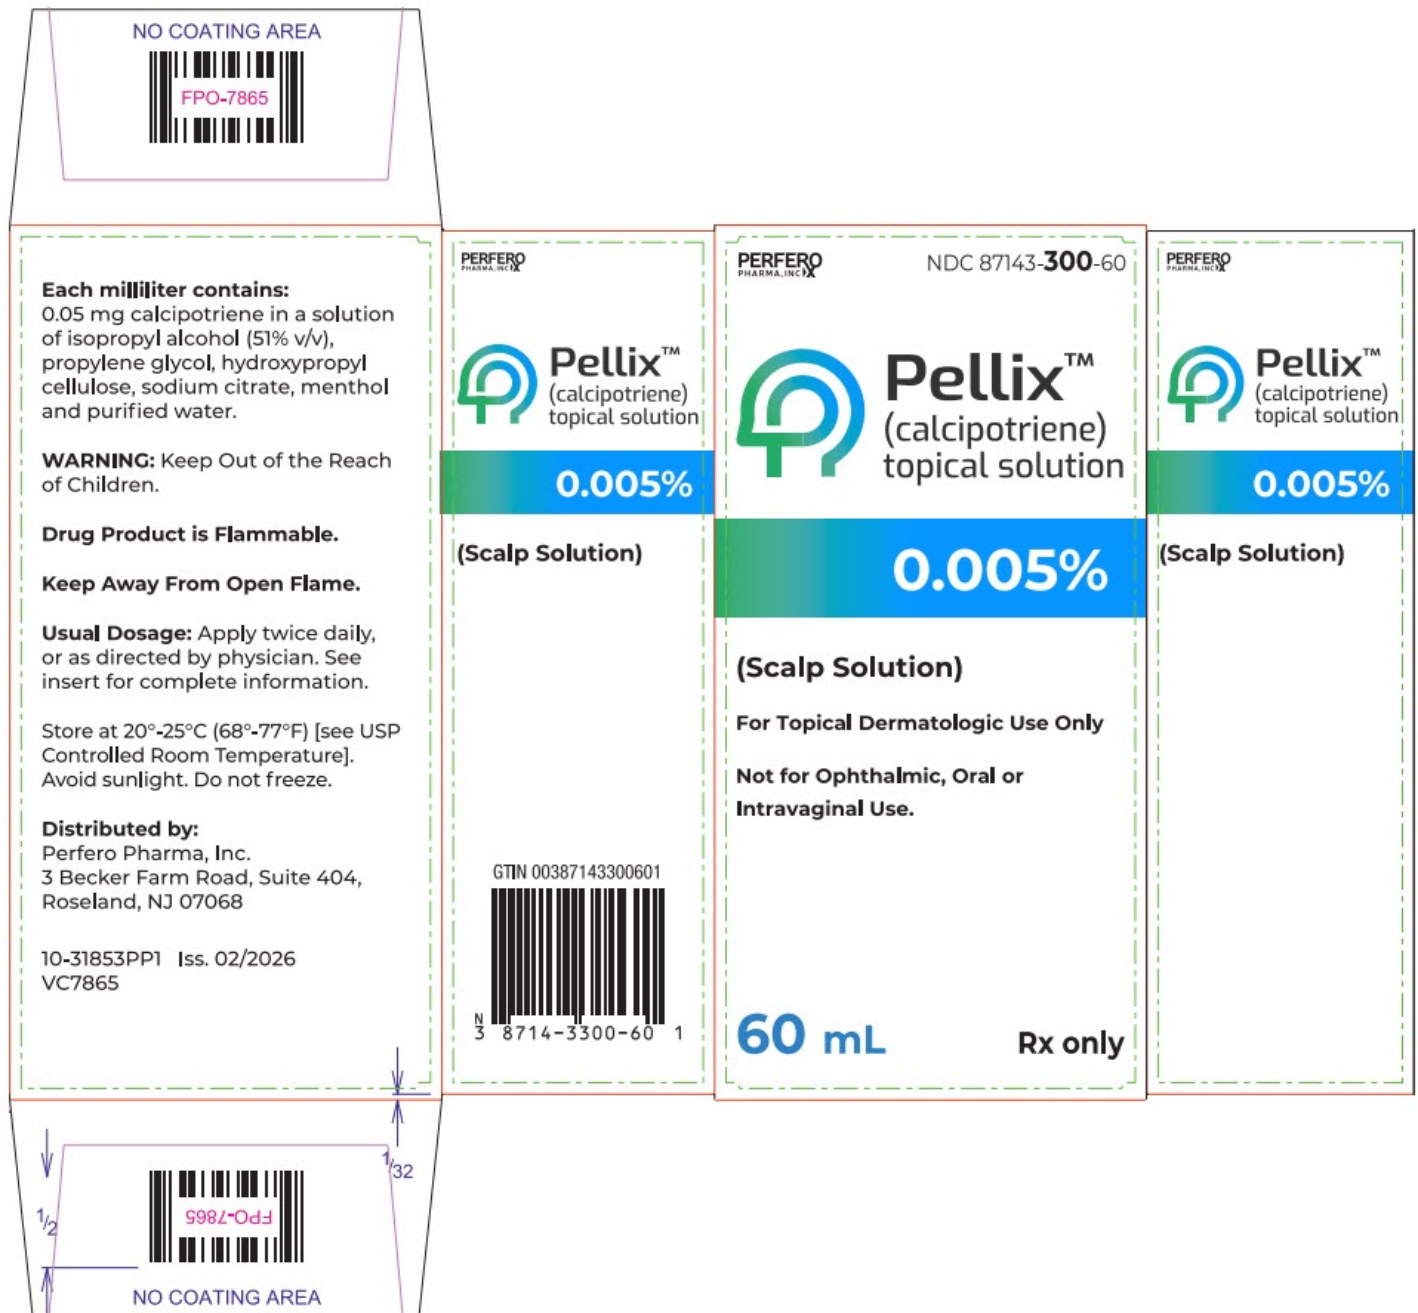 NO COATING AREA
FPO-7865
Each milliliter contains:
0.05 mg calcipotriene in a solution
of isopropyl alcohol (51% v/v),
propylene glycol, hydroxypropyl
cellulose, sodium citrate, menthol
and purified water.
WARNING: Keep Out of the Reach
of Children.
Drug Product is Flammable.
Keep Away From Open Flame.
Usual Dosage: Apply twice daily,
or as directed by physician. See
insert for complete information.
Store at 20°-25°C (68°-77°F) [see USP
Controlled Room Temperature].
Avoid sunlight. Do not freeze.
Distributed by:
Perfero Pharma, Inc.
3 Becker Farm Road, Suite 404,
Roseland, NJ 07068
10-31853PP1 Iss. 02/2026
VC7865
1/32
1/2
FPO-7865
NO COATING AREA
PERFERO
PHARMA, INC
Pellix™
(calcipotriene)
topical solution
0.005%
(Scalp Solution)
GTIN 00387143300601
N
3 8714-3300-60 1
PERFERO
PHARMA, INC
NDC 87143-300-60
Pellix™
(calcipotriene)
topical solution
0.005%
(Scalp Solution)
For Topical Dermatologic Use Only
Not for Ophthalmic, Oral or
Intravaginal Use.
60 mL
Rx only
PERFERO
PHARMA, INC
Pellix™
(calcipotriene)
topical solution
0.005%
(Scalp Solution)